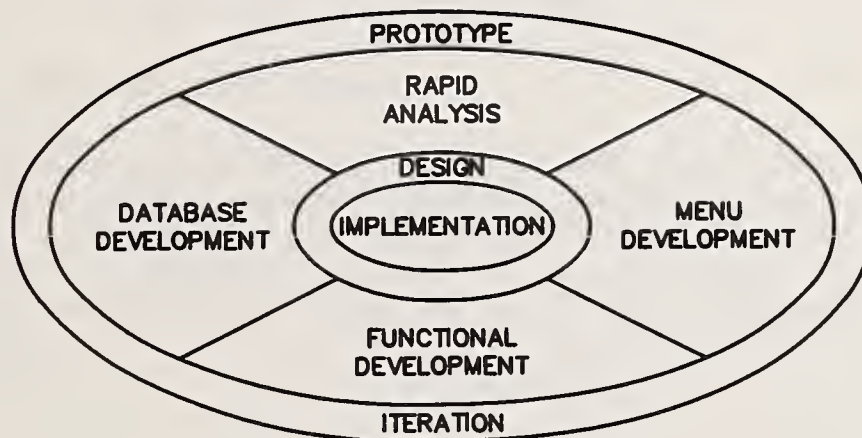 PROTOTYPE
RAPID
ANALYSIS
DESIGN
DATABASE
DEVELOPMENT
IMPLEMENTATION
MENU
DEVELOPMENT
FUNCTIONAL
DEVELOPMENT
ITERATION